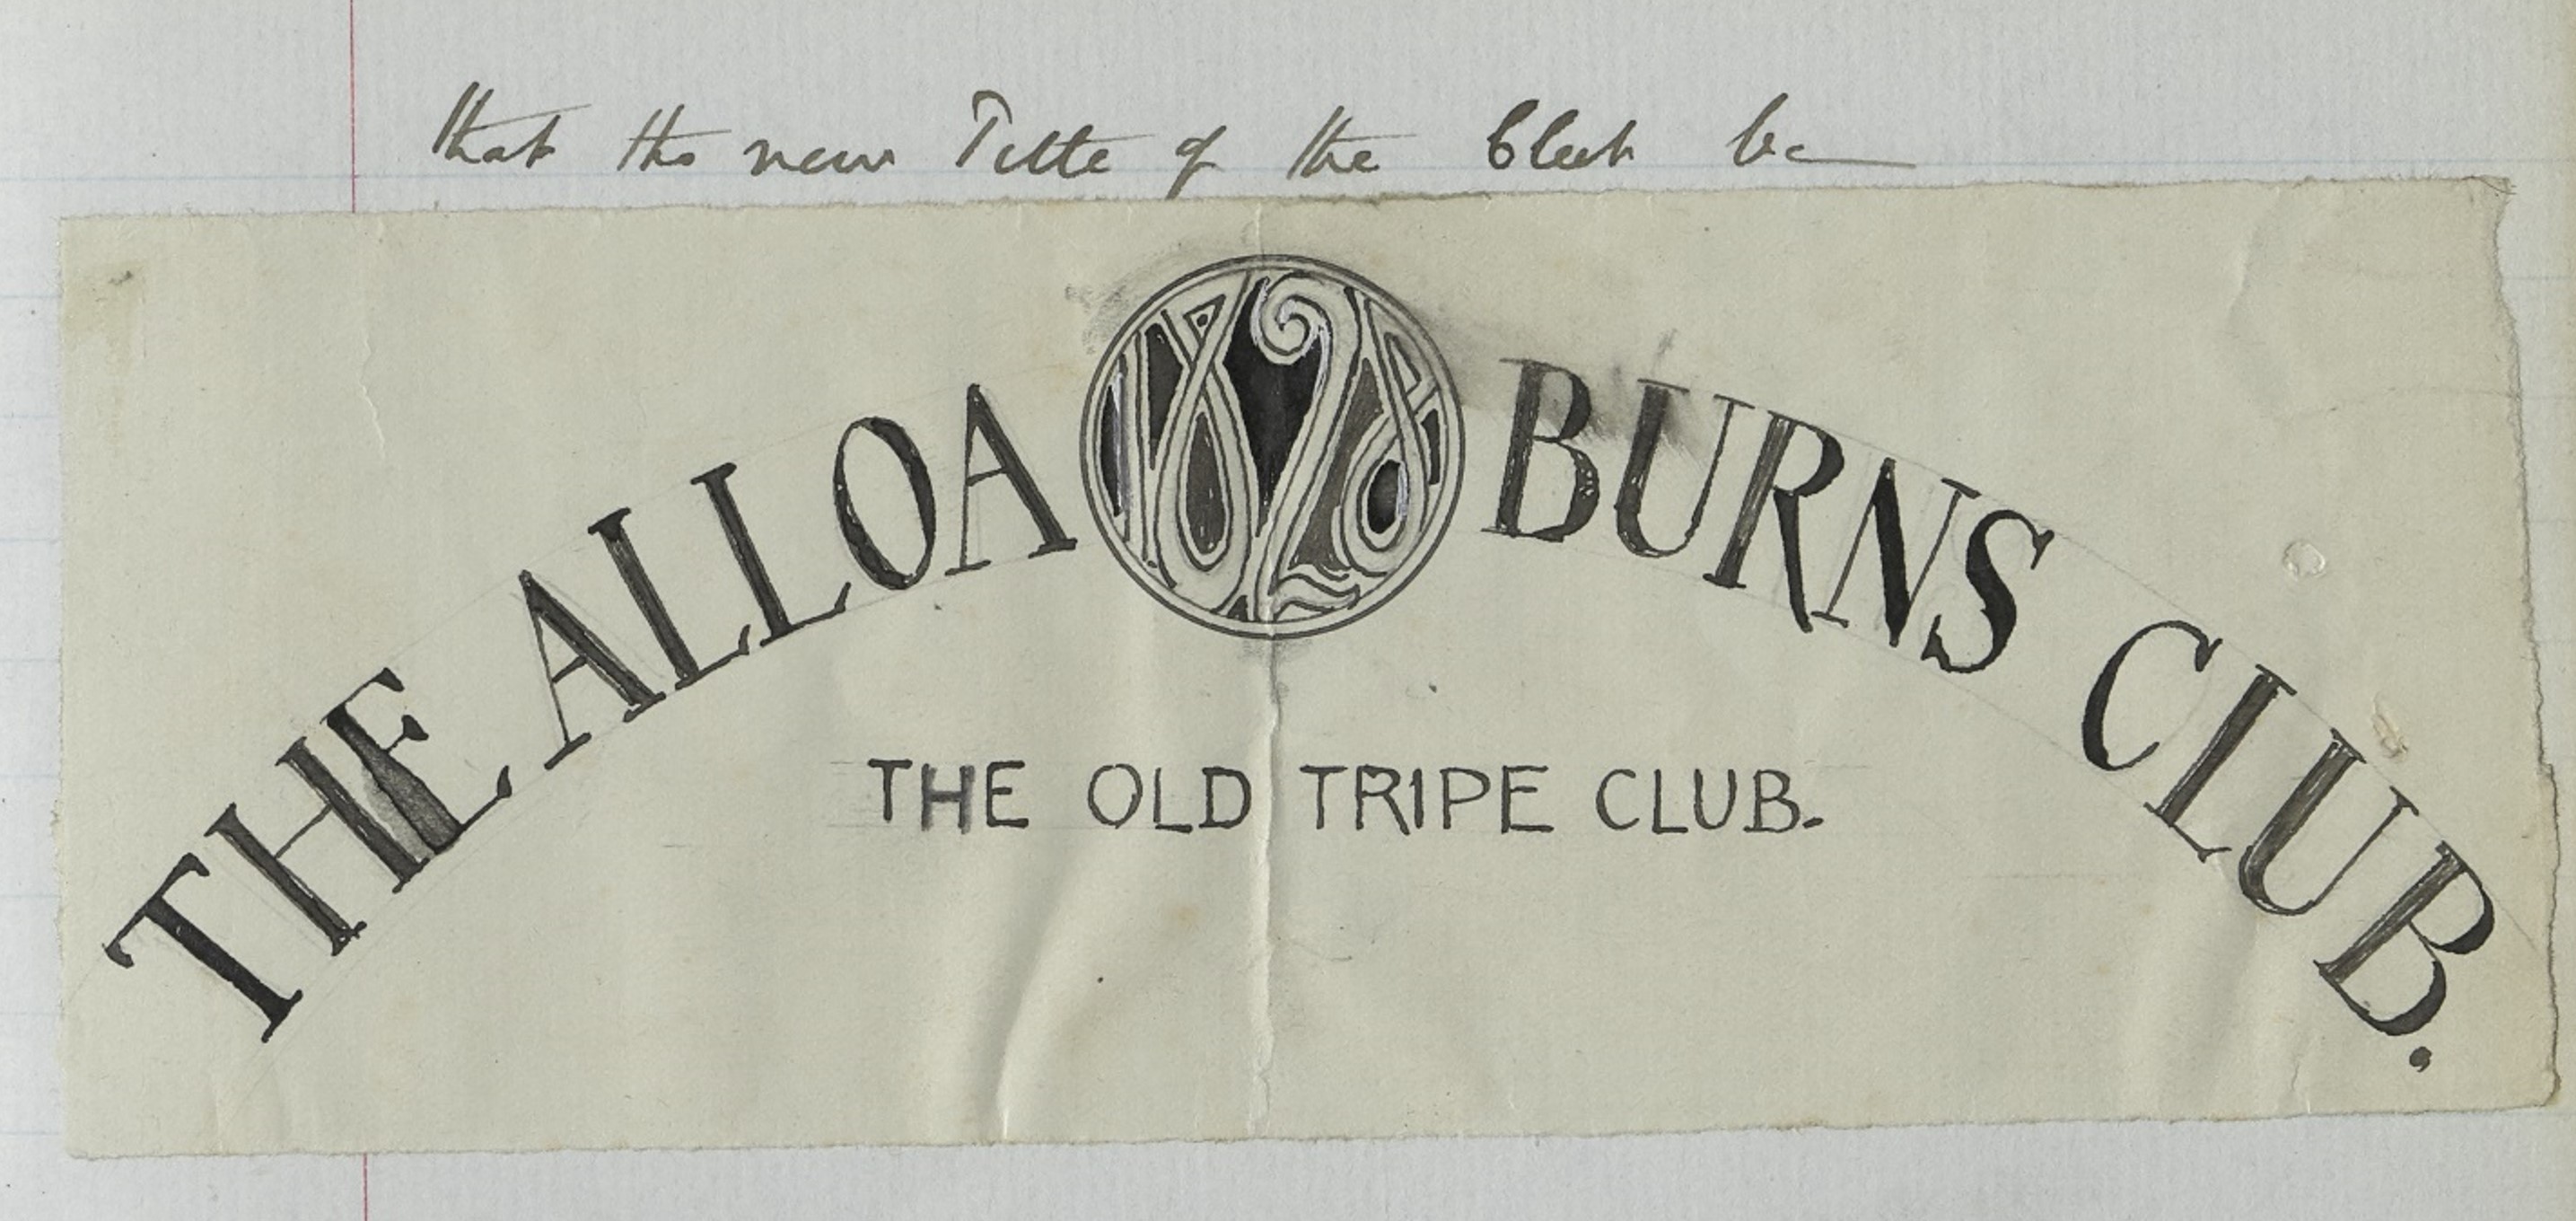 that the new Title of the Club be
THE ALLOA BURNS CLUB.
THE OLD TRIPE CLUB.